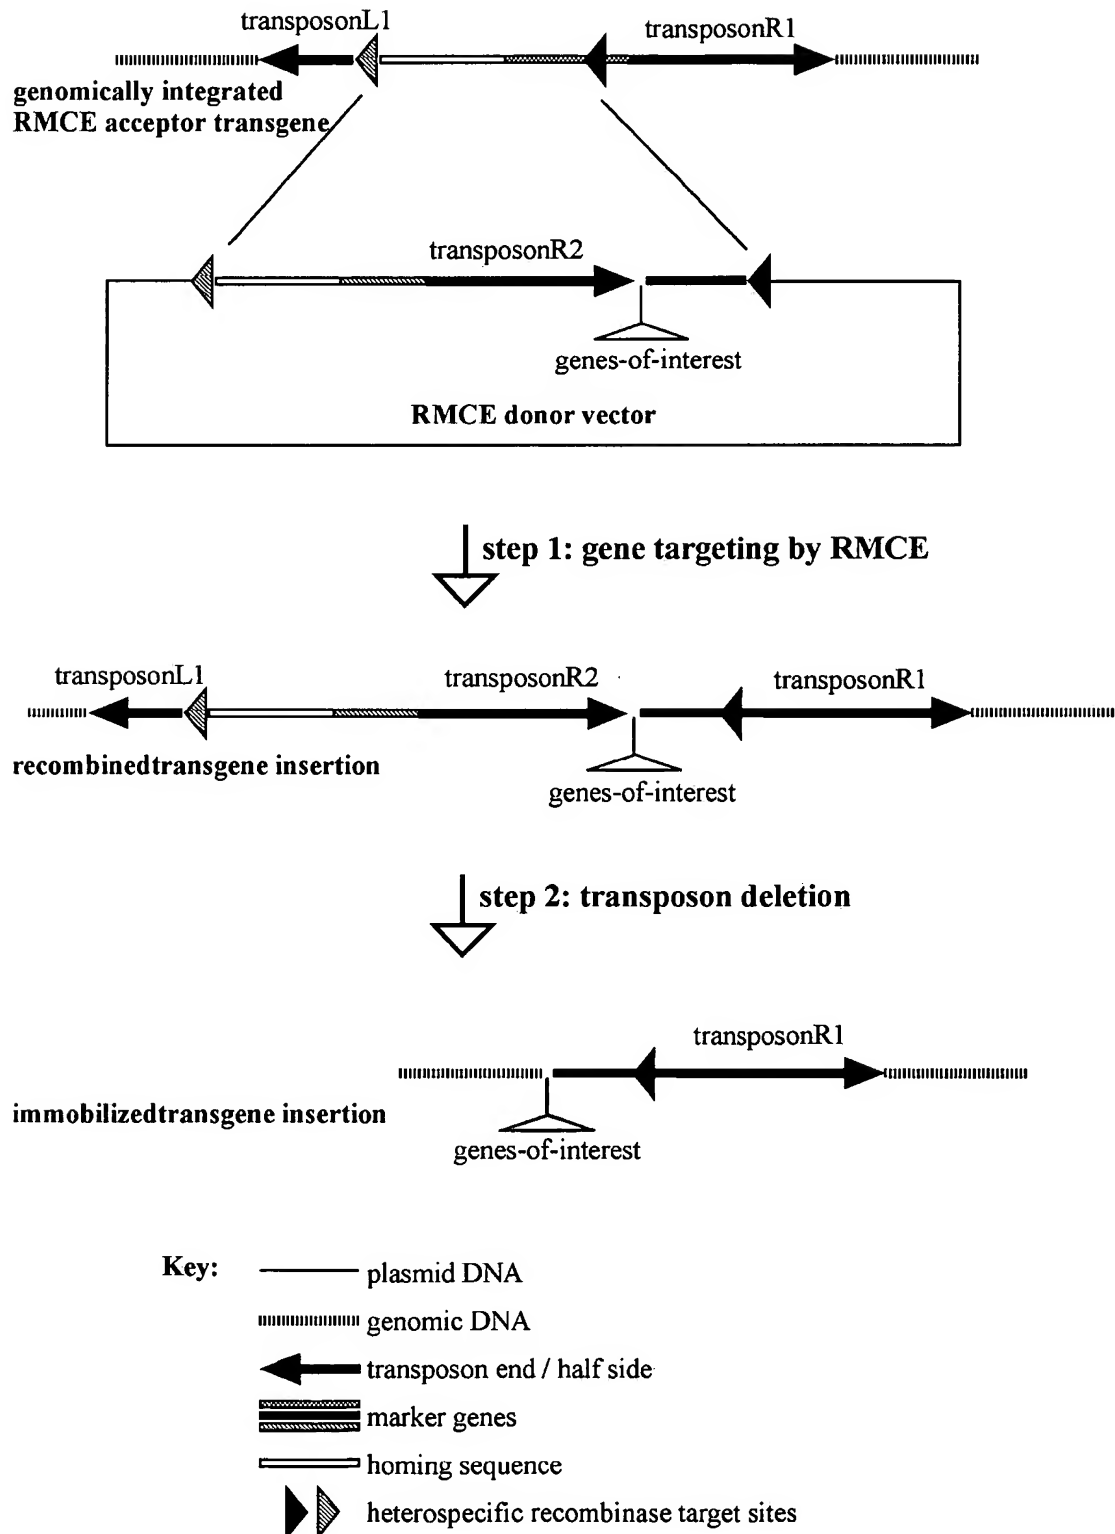 transposonL1
transposonR1
genomically integrated
RMCE acceptor transgene
transposonR2
genes-of-interest
RMCE donor vector
step 1: gene targeting by RMCE
transposonL1
transposonR2
transposonR1
recombinedtransgene insertion
genes-of-interest
step 2: transposon deletion
transposonR1
immobilizedtransgene insertion
genes-of-interest
Key:
plasmid DNA
genomic DNA
transposon end / half side
marker genes
homing sequence
heterospecific recombinase target sites